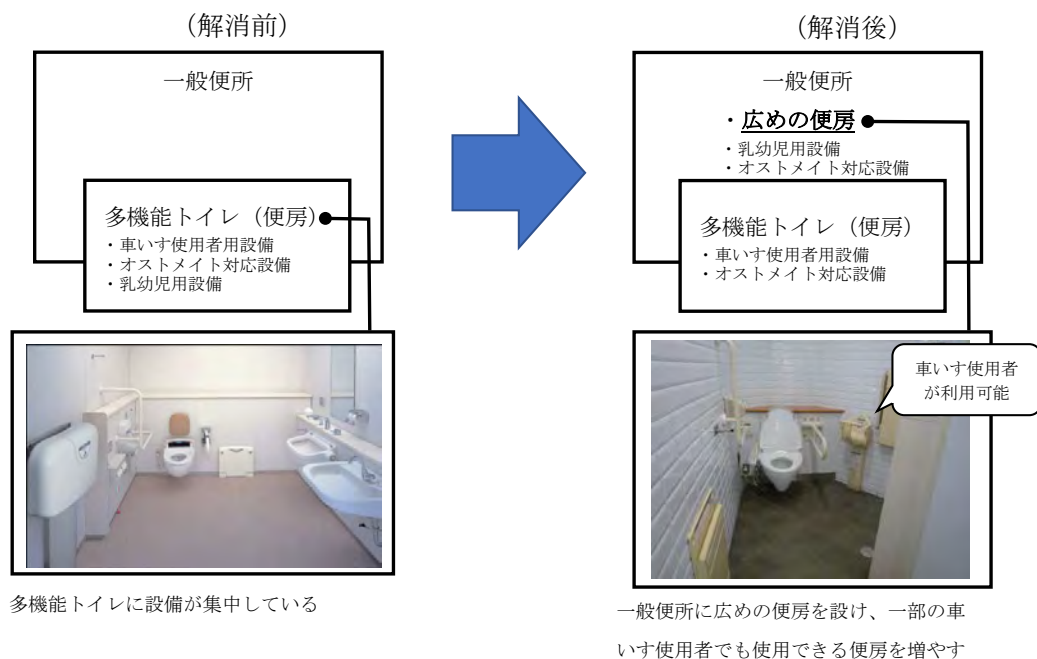 （解消前）
一般便所
多機能トイレ（便房）
・車いす使用者用設備
・オストメイト対応設備
・乳幼児用設備
多機能トイレに設備が集中している
（解消後）
一般便所
・広めの便房
・乳幼児用設備
・オストメイト対応設備
多機能トイレ（便房）
・車いす使用者用設備
・オストメイト対応設備
車いす使用者
が利用可能
一般便所に広めの便房を設け、一部の車
いす使用者でも使用できる便房を増やす